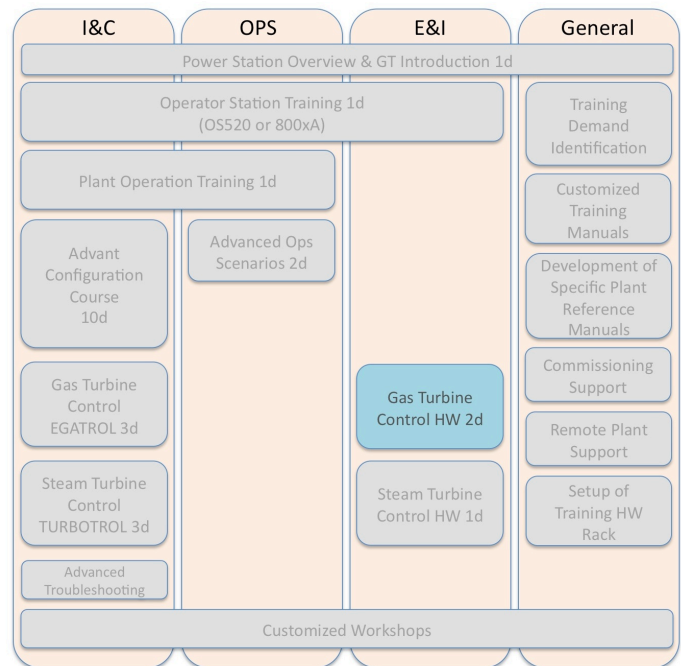 I&C
OPS
E&I
General
Power Station Overview & GT Introduction 1d
Operator Station Training 1d
(OS520 or 800xA)
Training
Demand
Identification
Plant Operation Training 1d
Customized
Training
Manuals
Advant
Configuration
Course
10d
Advanced Ops
Scenarios 2d
Development of
Specific Plant
Reference
Manuals
Gas Turbine
Control
EGATROL 3d
Gas Turbine
Control HW 2d
Commissioning
Support
Remote Plant
Support
Steam Turbine
Control
TURBOTROL 3d
Steam Turbine
Control HW 1d
Setup of
Training HW
Rack
Advanced
Troubleshooting
Customized Workshops